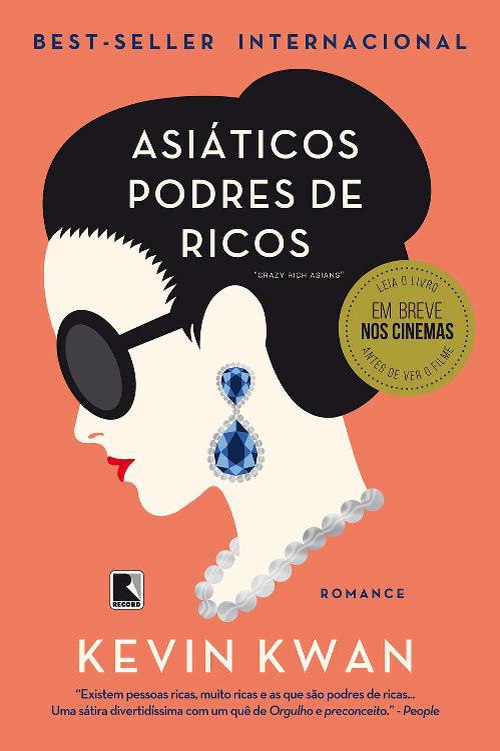 BEST-SELLER INTERNACIONAL
ASIÁTICOS
PODRES DE
RICOS
"CRAZY RICH ASIANS"
LEIA O LIVRO
EM BREVE
NOS CINEMAS
ANTES DE VER O FILME
RECORD
ROMANCE
KEVIN KWAN
“Existem pessoas ricas, muito ricas e as que são podres de ricas...
Uma sátira divertidíssima com um quê de Orgulho e preconceito.” - People